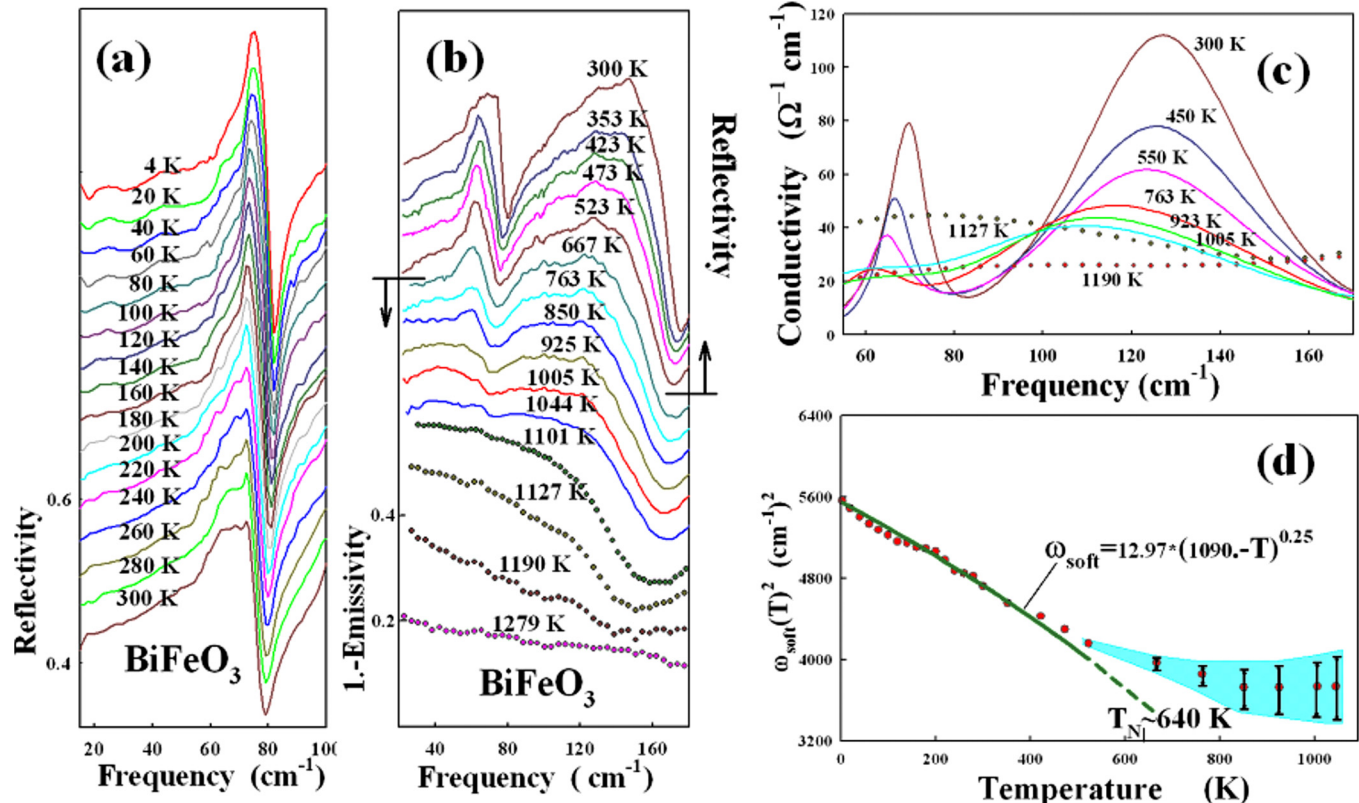 (a)
4 K
20 K
40 K
60 K
80 K
100 K
120 K
140 K
160 K
180 K
200 K
220 K
240 K
260 K
280 K
300 K
BiFeO3
Reflectivity
0.6
0.4
15 20 40 60 80 100
Frequency (cm-1)
(b)
300 K
353 K
423 K
473 K
523 K
667 K
763 K
850 K
925 K
1005 K
1044 K
1101 K
1127 K
1190 K
1279 K
BiFeO3
1.-Emissivity
0.4
0.2
Reflectivity
40 80 120 160
Frequency ( cm-1)
(c)
Conductivity (Ω-1 cm-1)
120
100
80
60
40
20
0
300 K
450 K
550 K
763 K
923 K
1005 K
1127 K
1190 K
60 80 100 120 140 160
Frequency (cm-1)
(d)
ωsoft(T)2 (cm-1)2
6400
5600
4800
4000
3200
ωsoft=12.97*(1090.-T)0.25
TN~640 K
0 200 400 600 800 1000
Temperature (K)